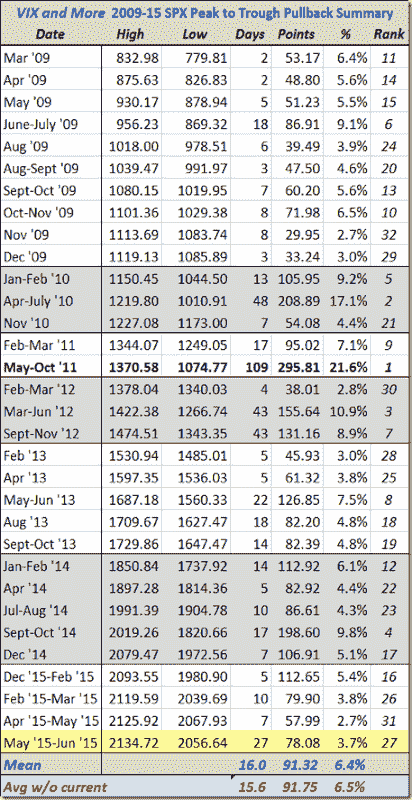 VIX and More 2009-15 SPX Peak to Trough Pullback Summary
Date High Low Days Points % Rank
Mar '09 832.98 779.81 2 53.17 6.4% 11
Apr '09 875.63 826.83 2 48.80 5.6% 14
May '09 930.17 878.94 5 51.23 5.5% 15
June-July '09 956.23 869.32 18 86.91 9.1% 6
Aug '09 1018.00 978.51 6 39.49 3.9% 24
Aug-Sept '09 1039.47 991.97 3 47.50 4.6% 20
Sept-Oct '09 1080.15 1019.95 7 60.20 5.6% 13
Oct-Nov '09 1101.36 1029.38 8 71.98 6.5% 10
Nov '09 1113.69 1083.74 8 29.95 2.7% 32
Dec '09 1119.13 1085.89 3 33.24 3.0% 29
Jan-Feb '10 1150.45 1044.50 13 105.95 9.2% 5
Apr-July '10 1219.80 1010.91 48 208.89 17.1% 2
Nov '10 1227.08 1173.00 7 54.08 4.4% 21
Feb-Mar '11 1344.07 1249.05 17 95.02 7.1% 9
May-Oct '11 1370.58 1074.77 109 295.81 21.6% 1
Feb-Mar '12 1378.04 1340.03 4 38.01 2.8% 30
Mar-Jun '12 1422.38 1266.74 43 155.64 10.9% 3
Sept-Nov '12 1474.51 1343.35 43 131.16 8.9% 7
Feb '13 1530.94 1485.01 5 45.93 3.0% 28
Apr '13 1597.35 1536.03 5 61.32 3.8% 25
May-Jun '13 1687.18 1560.33 22 126.85 7.5% 8
Aug '13 1709.67 1627.47 18 82.20 4.8% 18
Sept-Oct '13 1729.86 1647.47 14 82.39 4.8% 19
Jan-Feb '14 1850.84 1737.92 14 112.92 6.1% 12
Apr '14 1897.28 1814.36 5 82.92 4.4% 22
Jul-Aug '14 1991.39 1904.78 10 86.61 4.3% 23
Sept-Oct '14 2019.26 1820.66 17 198.60 9.8% 4
Dec '14 2079.47 1972.56 7 106.91 5.1% 17
Dec '15-Feb '15 2093.55 1980.90 5 112.65 5.4% 16
Feb '15-Mar '15 2119.59 2039.69 10 79.90 3.8% 26
Apr '15-May '15 2125.92 2067.93 7 57.99 2.7% 31
May '15-Jun '15 2134.72 2056.64 27 78.08 3.7% 27
Mean 16.0 91.32 6.4%
Avg w/o current 15.6 91.75 6.5%